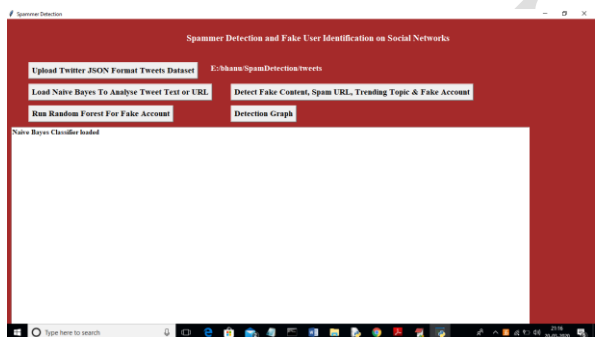 Spammer Detection
Spammer Detection and Fake User Identification on Social Networks
Upload Twitter JSON Format Tweets Dataset
E:/bhanu/SpamDetection/tweets
Load Naive Bayes To Analyse Tweet Text or URL
Detect Fake Content, Spam URL, Trending Topic & Fake Account
Run Random Forest For Fake Account
Detection Graph
Naive Bayes Classifier loaded
Type here to search
21:16